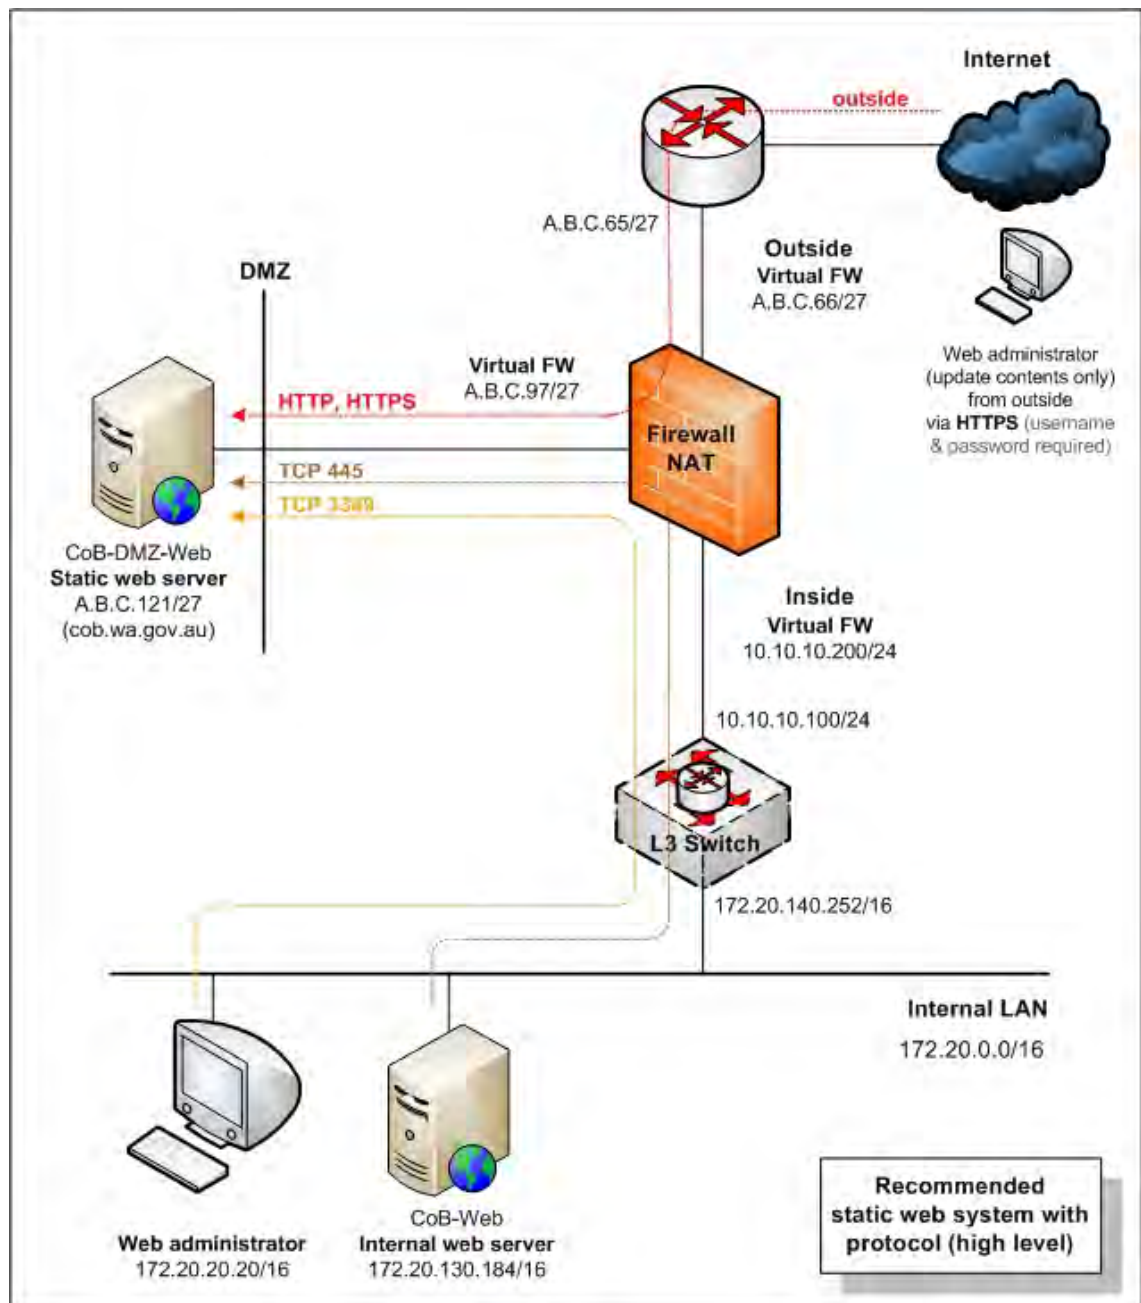 Internet
outside
A.B.C.65/27
Outside
Virtual FW
A.B.C.66/27
DMZ
Web administrator
(update contents only)
from outside
via HTTPS (username
& password required)
Virtual FW
A.B.C.97/27
HTTP, HTTPS
Firewall
NAT
TCP 445
TCP 3389
CoB-DMZ-Web
Static web server
A.B.C.121/27
(cob.wa.gov.au)
Inside
Virtual FW
10.10.10.200/24
10.10.10.100/24
L3 Switch
172.20.140.252/16
Internal LAN
172.20.0.0/16
Web administrator
172.20.20.20/16
CoB-Web
Internal web server
172.20.130.184/16
Recommended
static web system with
protocol (high level)